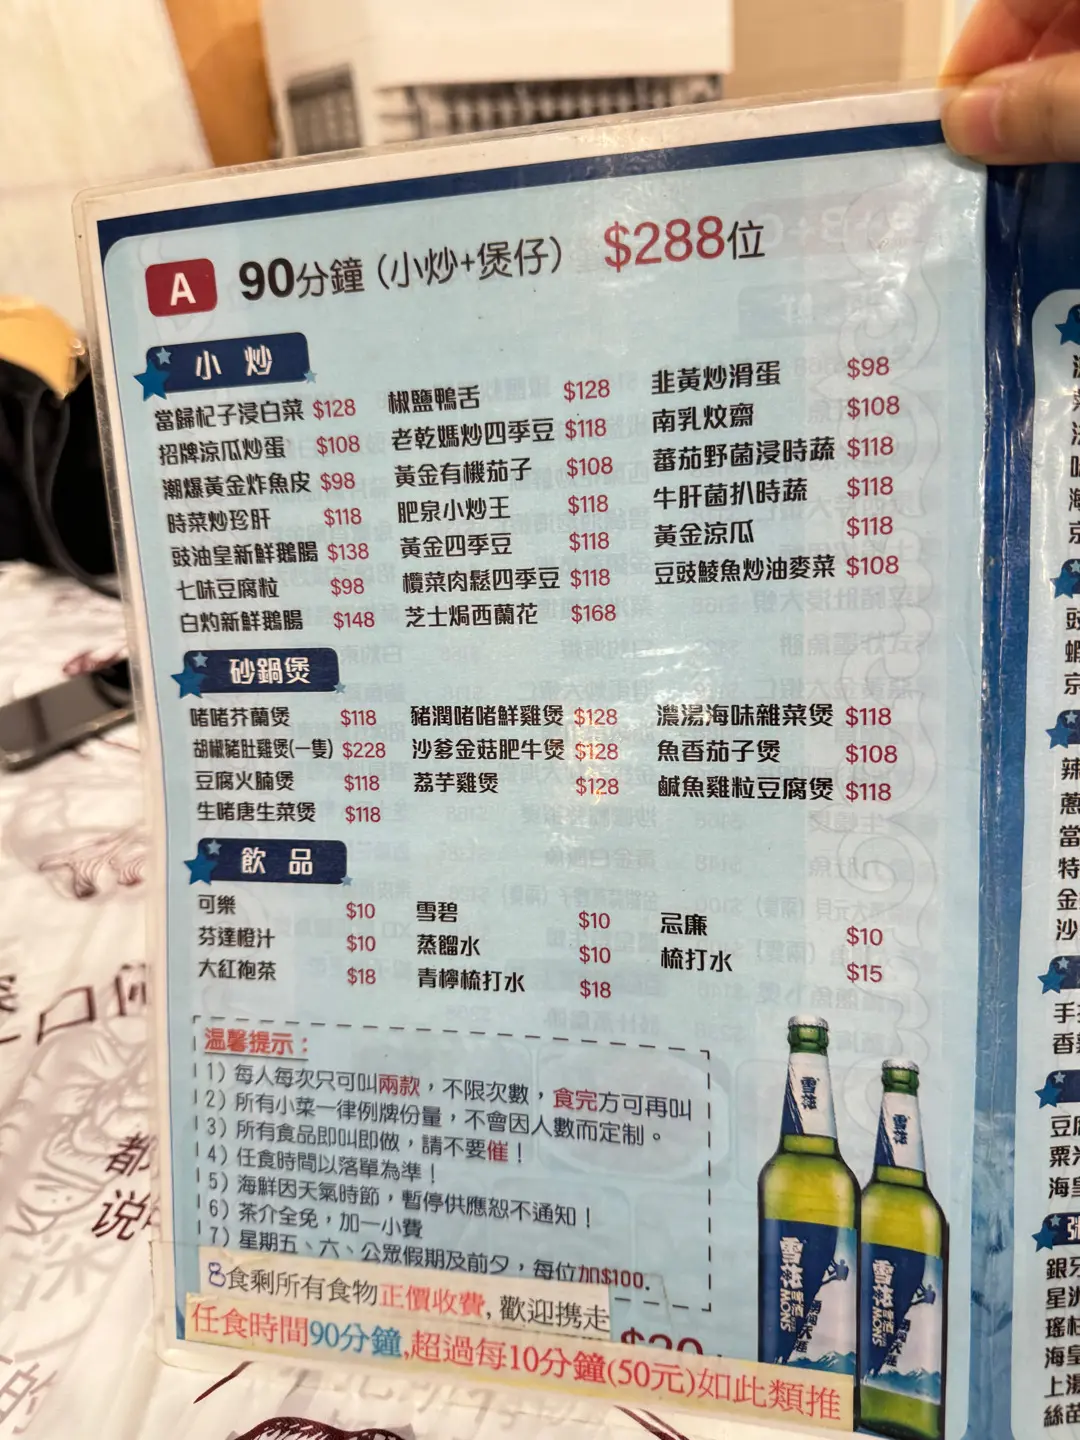 A 90分鐘 (小炒+煲仔) $288位
小炒
當歸杞子浸白菜 $128
招牌涼瓜炒蛋 $108
潮爆黃金炸魚皮 $98
時菜炒珍肝 $118
豉油皇新鮮鵝腸 $138
七味豆腐粒 $98
白灼新鮮鵝腸 $148
椒鹽鴨舌 $128
老乾媽炒四季豆 $118
黃金有機茄子 $108
肥泉小炒王 $118
黃金四季豆 $118
欖菜肉鬆四季豆 $118
芝士焗西蘭花 $168
韭黃炒滑蛋 $98
南乳炆齋 $108
蕃茄野菌浸時蔬 $118
牛肝菌扒時蔬 $118
黃金涼瓜 $118
豆豉鯪魚炒油麥菜 $108
砂鍋煲
啫啫芥蘭煲 $118
胡椒豬肚雞煲(一隻) $228
豆腐火腩煲 $118
生啫唐生菜煲 $118
豬潤啫啫鮮雞煲 $128
沙爹金菇肥牛煲 $128
荔芋雞煲 $128
濃湯海味雜菜煲 $118
魚香茄子煲 $108
鹹魚雞粒豆腐煲 $118
飲品
可樂 $10
芬達橙汁 $10
大紅袍茶 $18
雪碧 $10
蒸餾水 $10
青檸梳打水 $18
忌廉 $10
梳打水 $15
溫馨提示：
1) 每人每次只可叫兩款，不限次數，食完方可再叫
2) 所有小菜一律例牌份量，不會因人數而定制。
3) 所有食品即叫即做，請不要催！
4) 任食時間以落單為準！
5) 海鮮因天氣時節，暫停供應恕不通知！
6) 茶介全免，加一小費
7) 星期五、六、公眾假期及前夕，每位加$100.
8食剩所有食物正價收費, 歡迎携走
任食時間90分鐘,超過每10分鐘(50元)如此類推
雪花
雪花
雪花
啤酒
雪花
啤酒